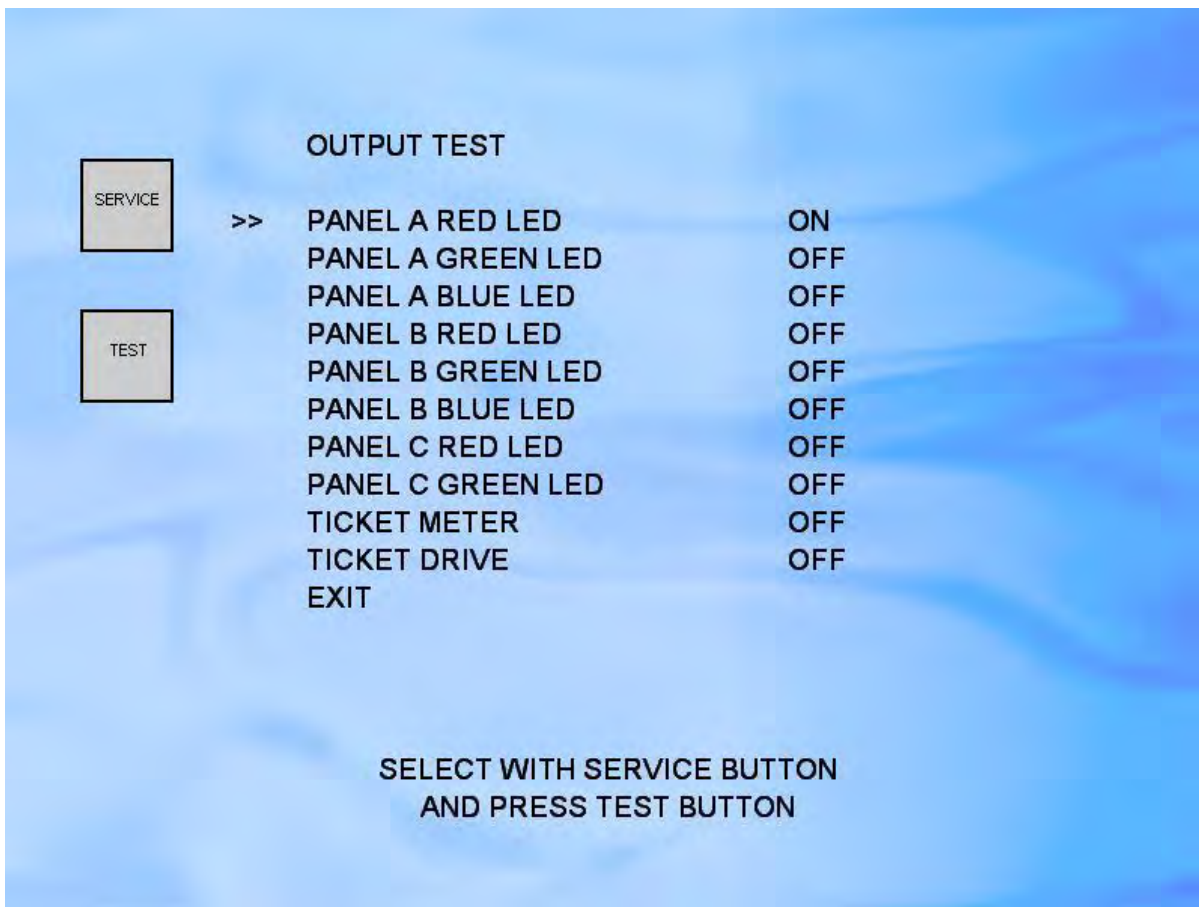 OUTPUT TEST
SERVICE
>> PANEL A RED LED ON
PANEL A GREEN LED OFF
PANEL A BLUE LED OFF
PANEL B RED LED OFF
TEST
PANEL B GREEN LED OFF
PANEL B BLUE LED OFF
PANEL C RED LED OFF
PANEL C GREEN LED OFF
TICKET METER OFF
TICKET DRIVE OFF
EXIT
SELECT WITH SERVICE BUTTON
AND PRESS TEST BUTTON